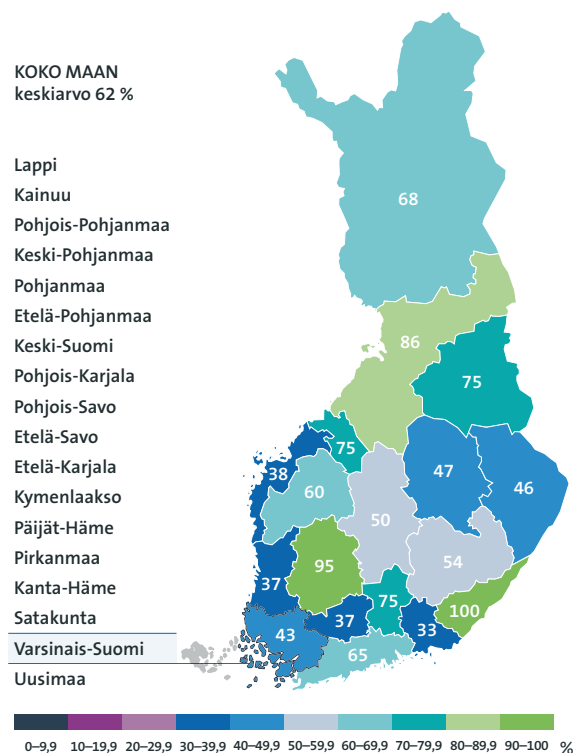 KOKO MAAN
keskiarvo 62 %
Lappi
Kainuu
Pohjois-Pohjanmaa
Keski-Pohjanmaa
Pohjanmaa
Etelä-Pohjanmaa
Keski-Suomi
Pohjois-Karjala
Pohjois-Savo
Etelä-Savo
Etelä-Karjala
Kymenlaakso
Päijät-Häme
Pirkanmaa
Kanta-Häme
Satakunta
Varsinais-Suomi
Uusimaa
68
86
75
75
38
60
47
46
50
54
95
37
75
100
37
33
43
65
0–9,9 10–19,9 20–29,9 30–39,9 40–49,9 50–59,9 60–69,9 70–79,9 80–89,9 90–100 %